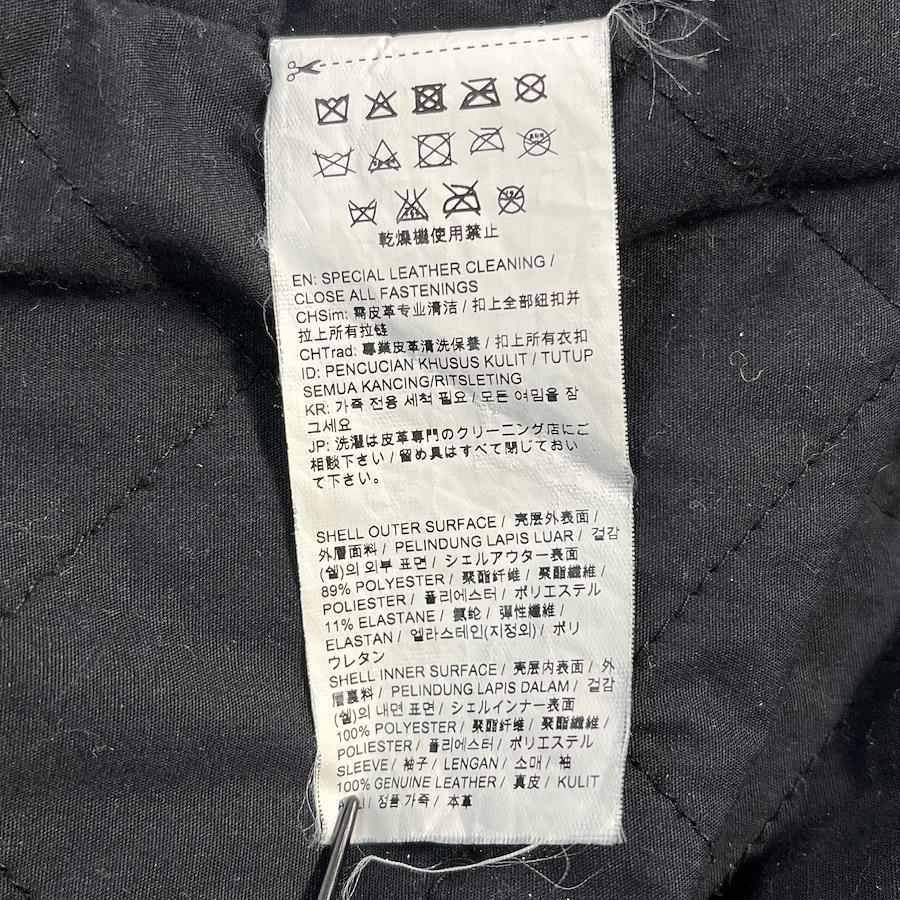 乾燥機使用禁止
EN: SPECIAL LEATHER CLEANING /
CLOSE ALL FASTENINGS
CHSim: 需皮革专业清洁 / 扣上全部纽扣并
拉上所有拉链
CHTrad: 專業皮革清洗保養 / 扣上所有衣扣
ID: PENCUCIAN KHUSUS KULIT / TUTUP
SEMUA KANCING/RITSLETING
KR: 가죽 전용 세척 필요 / 모든 여밈을 잠
그세요
JP: 洗濯は皮革専門のクリーニング店にご
相談下さい / 留め具はすべて閉じておい
て下さい。
SHELL OUTER SURFACE / 壳层外表面 /
外層面料 / PELINDUNG LAPIS LUAR / 겉감
(쉘)의 외부 표면 / シェルアウター表面
89% POLYESTER / 聚酯纤维 / 聚酯纖維 /
POLIESTER / 폴리에스터 / ポリエステル
11% ELASTANE / 氨纶 / 彈性纖維 /
ELASTAN / 엘라스테인(지정외) / ポリ
ウレタン
SHELL INNER SURFACE / 壳层内表面 / 外
層裏料 / PELINDUNG LAPIS DALAM / 겉감
(쉘)의 내면 표면 / シェルインナー表面
100% POLYESTER / 聚酯纤维 / 聚酯纖維 /
POLIESTER / 폴리에스터 / ポリエステル
SLEEVE / 袖子 / LENGAN / 소매 / 袖
100% GENUINE LEATHER / 真皮 / KULIT
/ 정품 가죽 / 本革